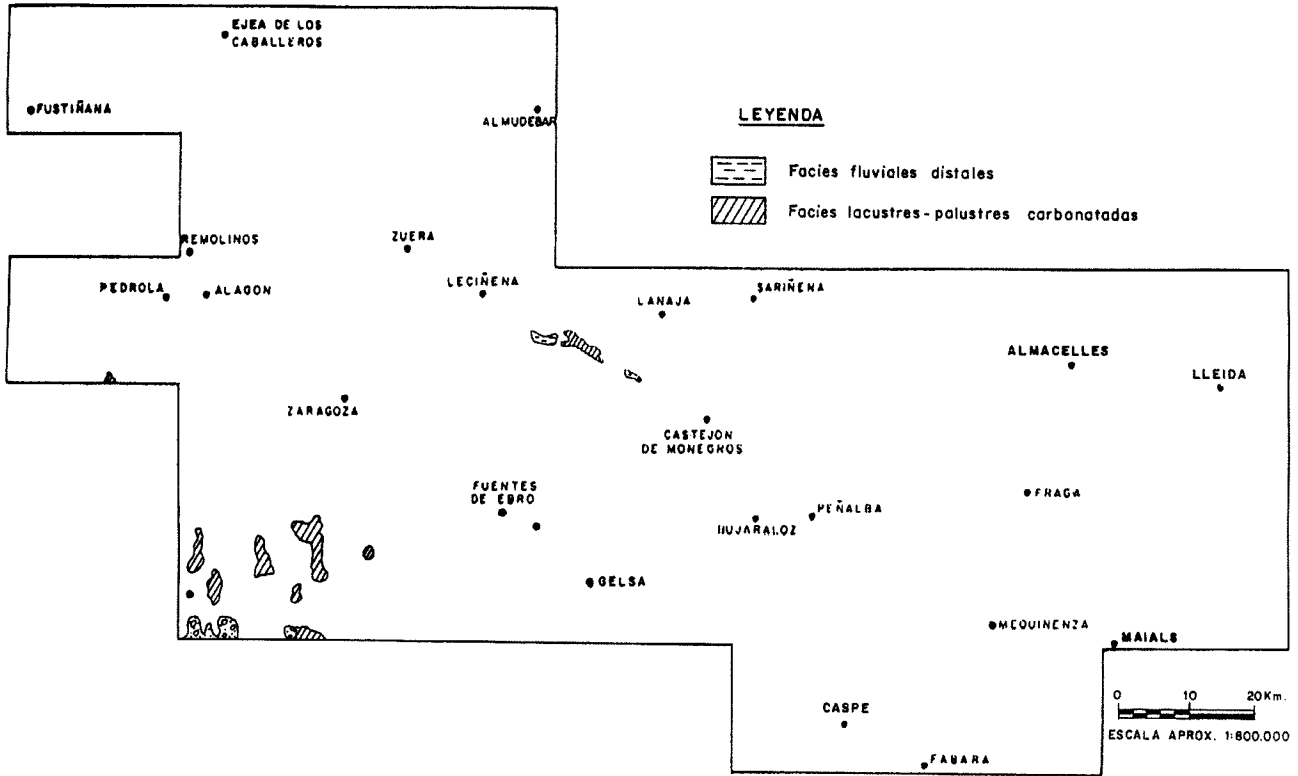 EJEA DE LOS
CABALLEROS
FUSTIÑANA
ALMUDEBAR
LEYENDA
Facies fluviales distales
Facies lacustres-palustres carbonatadas
REMOLINOS
ZUERA
PEDROLA
ALAGON
LECIÑENA
LANAJA
SARIÑENA
ALMACELLES
LLEIDA
ZARAGOZA
CASTEJON
DE MONEGROS
FUENTES
DE EBRO
BUJARALOZ
PEÑALBA
FRAGA
GELSA
MEQUINENZA
MAIALS
CASPE
FABARA
0 10 20Km.
ESCALA APROX. 1:800.000